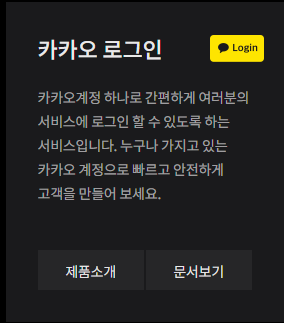 카카오 로그인
Login
카카오계정 하나로 간편하게 여러분의
서비스에 로그인 할 수 있도록 하는
서비스입니다. 누구나 가지고 있는
카카오 계정으로 빠르고 안전하게
고객을 만들어 보세요.
제품소개
문서보기